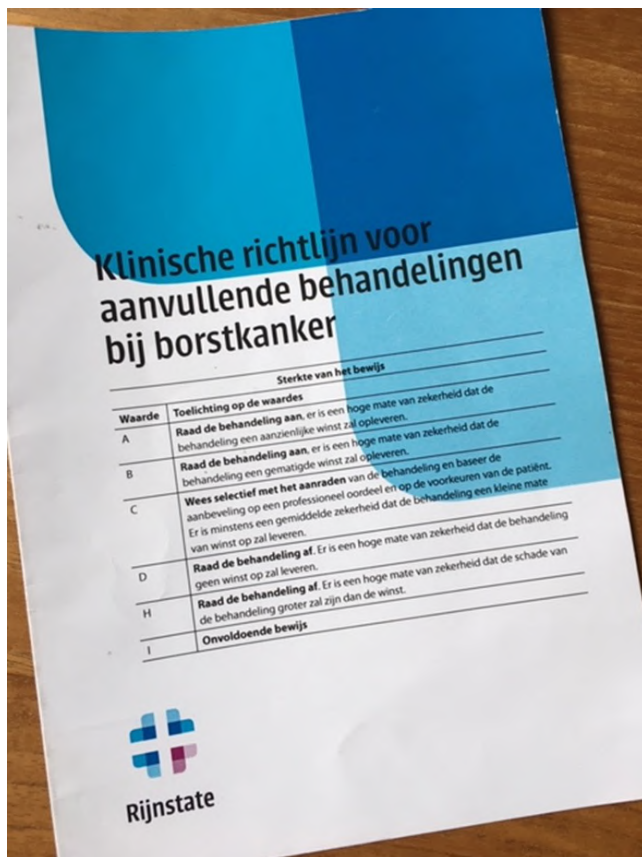 Klinische richtlijn voor
aanvullende behandelingen
bij borstkanker
Sterkte van het bewijs
Waarde Toelichting op de waardes
A Raad de behandeling aan, er is een hoge mate van zekerheid dat de
behandeling een aanzienlijke winst zal opleveren.
B Raad de behandeling aan, er is een hoge mate van zekerheid dat de
behandeling een gematigde winst zal opleveren.
C Wees selectief met het aanraden van de behandeling en baseer de
aanbeveling op een professioneel oordeel en op de voorkeuren van de patiënt.
Er is minstens een gemiddelde zekerheid dat de behandeling een kleine mate
van winst op zal leveren.
D Raad de behandeling af. Er is een hoge mate van zekerheid dat de behandeling
geen winst op zal leveren.
H Raad de behandeling af. Er is een hoge mate van zekerheid dat de schade van
de behandeling groter zal zijn dan de winst.
I Onvoldoende bewijs
Rijnstate